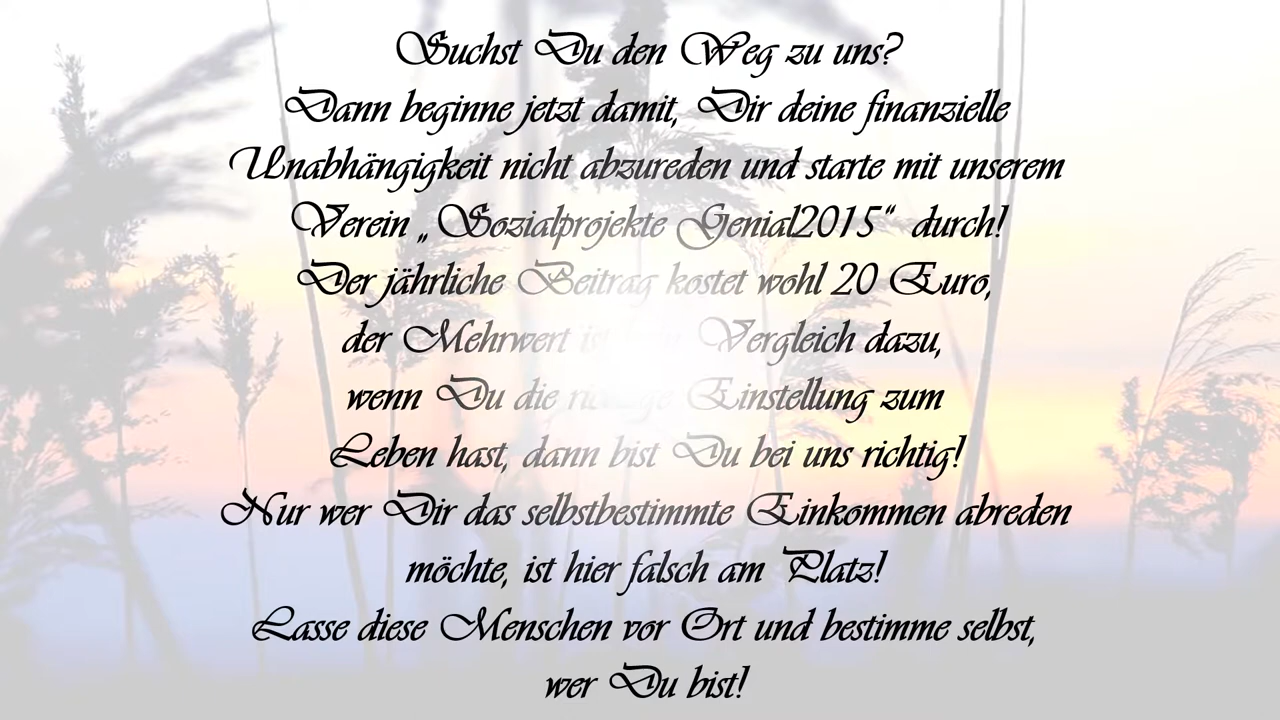 Suchst Du den Weg zu uns?
Dann beginne jetzt damit, Dir deine finanzielle
Unabhängigkeit nicht abzureden und starte mit unserem
Verein „Sozialprojekte Genial2015“ durch!
Der jährliche Beitrag kostet wohl 20 Euro,
der Mehrwert ist Vergleich dazu,
wenn Du die richtige Einstellung zum
Leben hast, dann bist Du bei uns richtig!
Nur wer Dir das selbstbestimmte Einkommen abreden
möchte, ist hier falsch am Platz!
Lasse diese Menschen vor Ort und bestimme selbst,
wer Du bist!